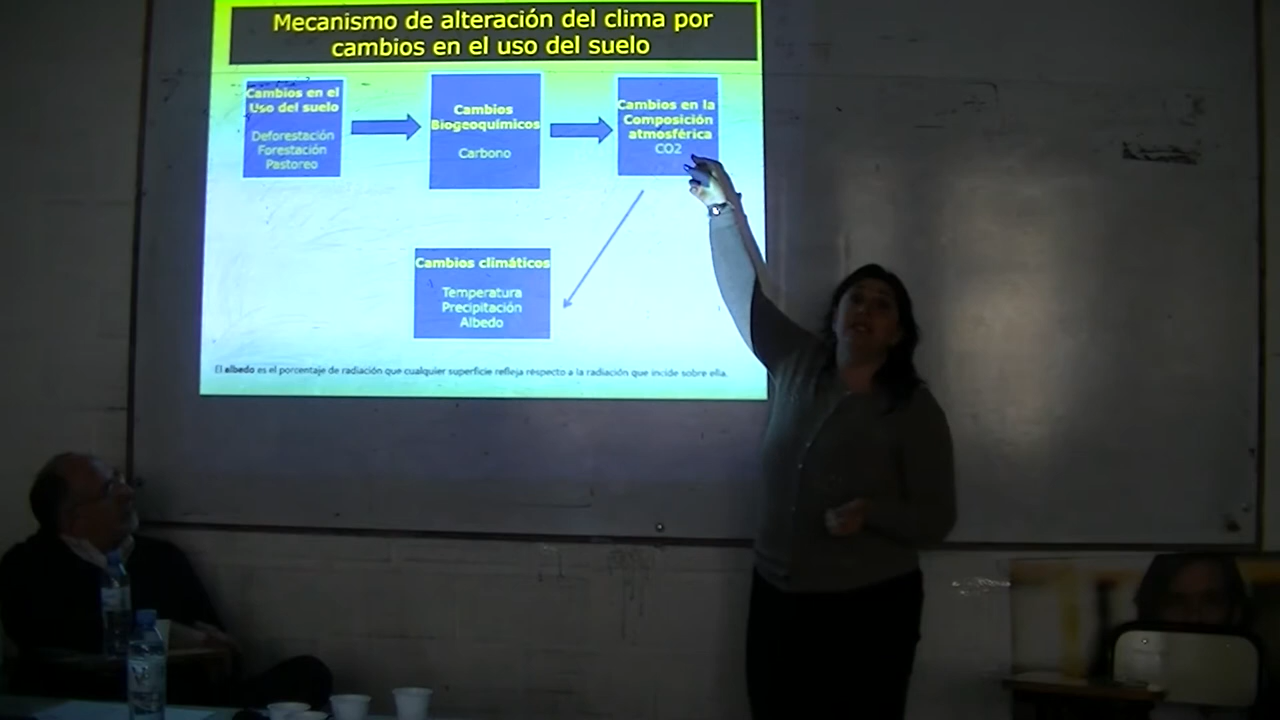 Mecanismo de alteración del clima por
cambios en el uso del suelo
Cambios en el
Uso del suelo
Deforestación
Forestación
Pastoreo
Cambios
Biogeoquímicos
Carbono
Cambios en la
Composición
atmosférica
CO2
Cambios climáticos
Temperatura
Precipitación
Albedo
El albedo es el porcentaje de radiación que cualquier superficie refleja respecto a la radiación que incide sobre ella.